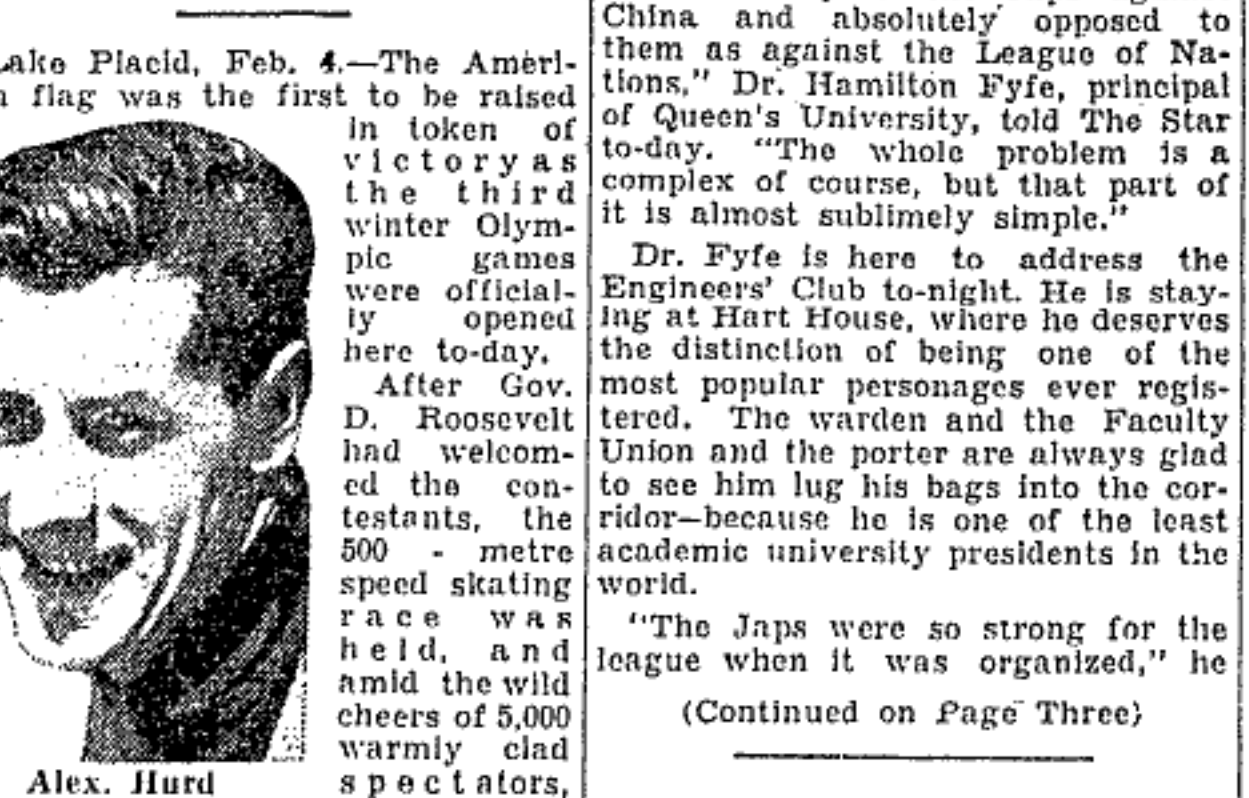 Lake Placid, Feb. 4.—The Ameri-
flag was the first to be raised
in token of
victory as
the third
winter Olym-
pic games
were official-
ly opened
here to-day.
After Gov.
D. Roosevelt
had welcom-
ed the con-
testants, the
500 - metre
speed skating
race was
held, and
amid the wild
cheers of 5,000
warmly clad
spectators,
Alex. Hurd
China and absolutely opposed to
them as against the League of Na-
tions," Dr. Hamilton Fyfe, principal
of Queen's University, told The Star
to-day. "The whole problem is a
complex of course, but that part of
it is almost sublimely simple."
Dr. Fyfe is here to address the
Engineers' Club to-night. He is stay-
ing at Hart House, where he deserves
the distinction of being one of the
most popular personages ever regis-
tered. The warden and the Faculty
Union and the porter are always glad
to see him lug his bags into the cor-
ridor—because he is one of the least
academic university presidents in the
world.
"The Japs were so strong for the
league when it was organized," he
(Continued on Page Three)